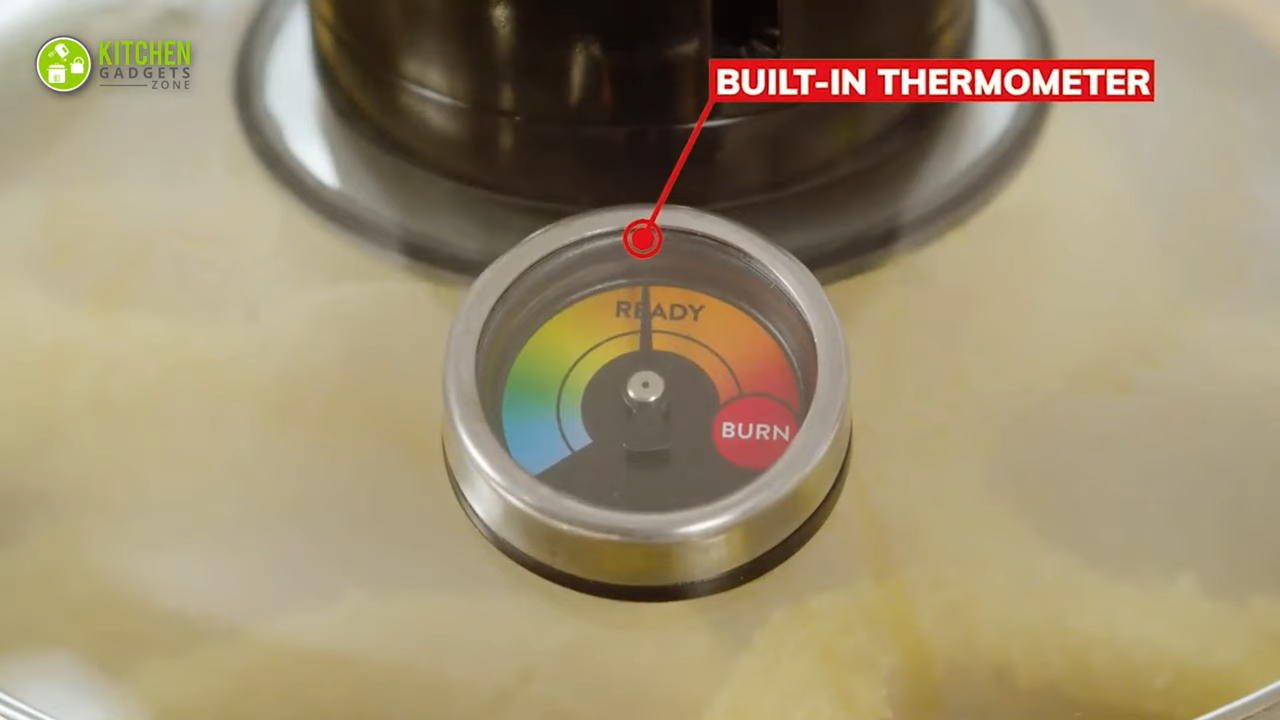 KITCHEN
GADGETS
ZONE
BUILT-IN THERMOMETER
READY
BURN